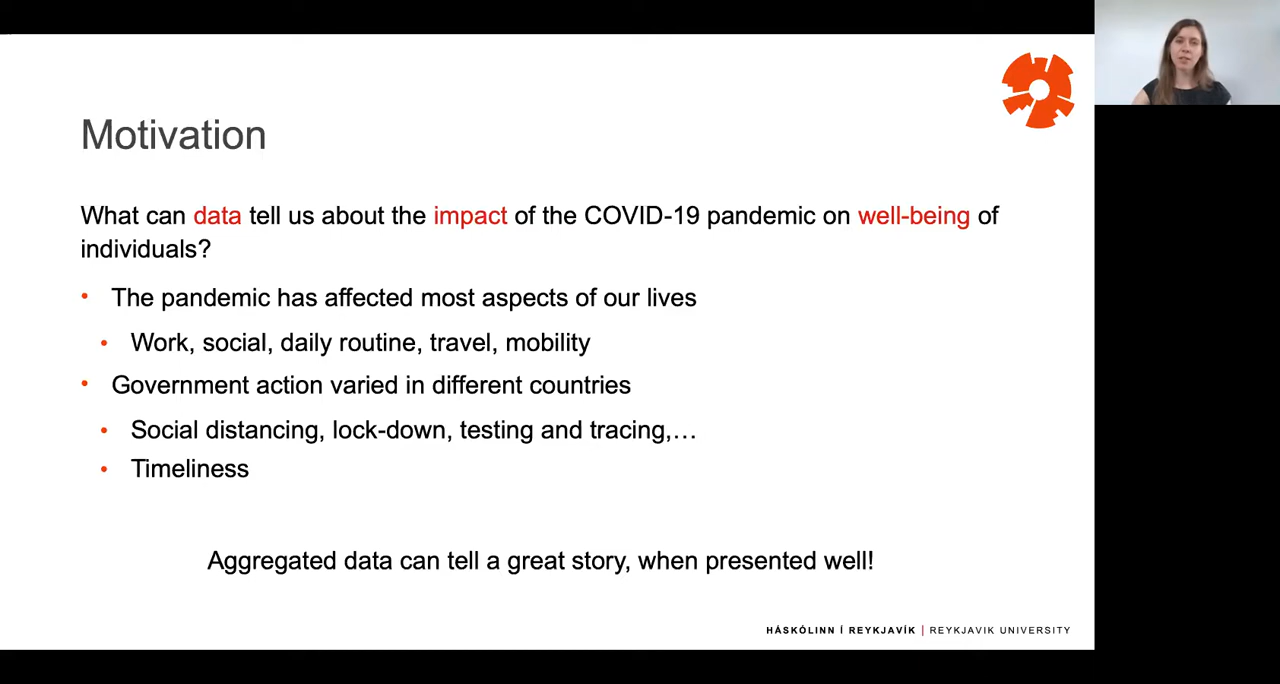 Motivation
What can data tell us about the impact of the COVID-19 pandemic on well-being of
individuals?
• The pandemic has affected most aspects of our lives
• Work, social, daily routine, travel, mobility
• Government action varied in different countries
• Social distancing, lock-down, testing and tracing,…
• Timeliness
Aggregated data can tell a great story, when presented well!
HÁSKÓLINN Í REYKJAVÍK | REYKJAVIK UNIVERSITY